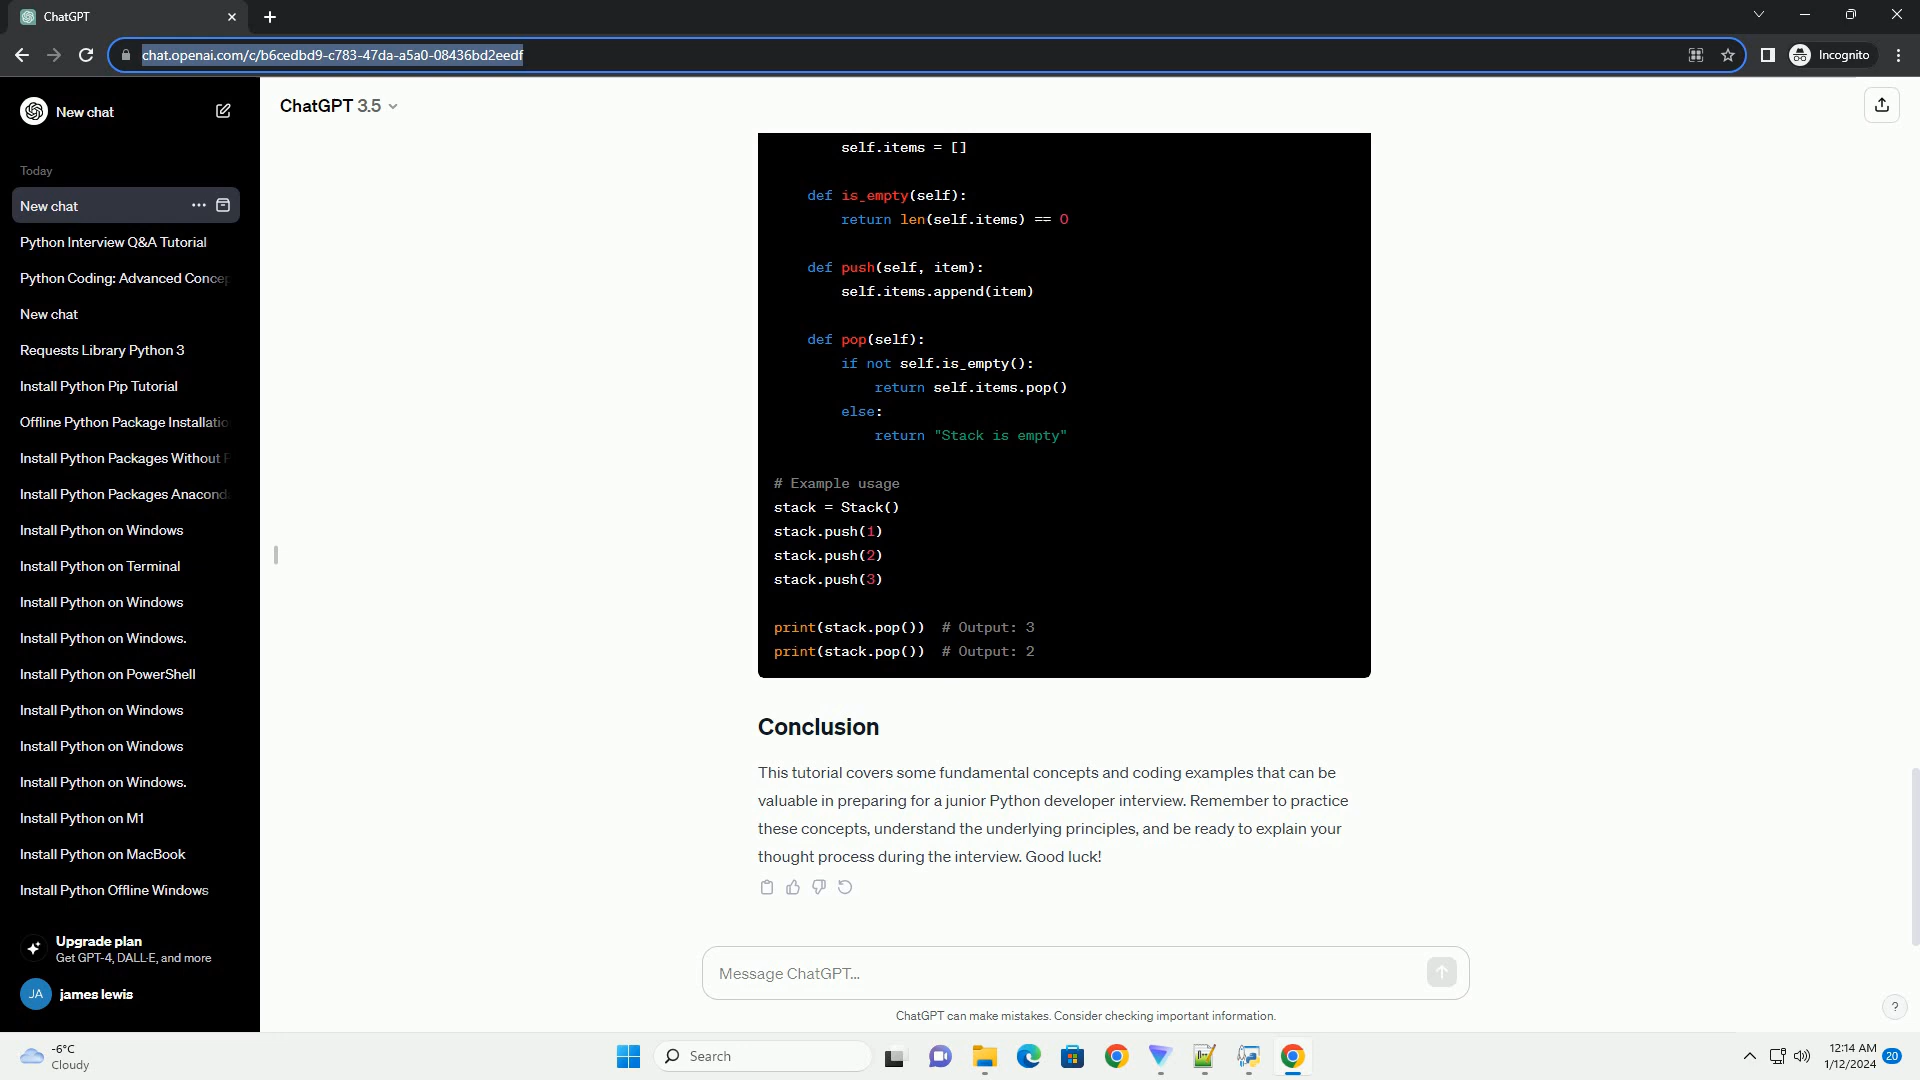 ChatGPT
chat.openai.com/c/b6cedbd9-c783-47da-a5a0-08436bd2eedf
Incognito
New chat
Today
New chat
Python Interview Q&A Tutorial
Python Coding: Advanced Concep
New chat
Requests Library Python 3
Install Python Pip Tutorial
Offline Python Package Installatio
Install Python Packages Without P
Install Python Packages Anacond
Install Python on Windows
Install Python on Terminal
Install Python on Windows
Install Python on Windows.
Install Python on PowerShell
Install Python on Windows
Install Python on Windows
Install Python on Windows.
Install Python on M1
Install Python on MacBook
Install Python Offline Windows
Upgrade plan
Get GPT-4, DALL·E, and more
JA james lewis
ChatGPT 3.5
self.items = []
def is_empty(self):
return len(self.items) == 0
def push(self, item):
self.items.append(item)
def pop(self):
if not self.is_empty():
return self.items.pop()
else:
return "Stack is empty"
# Example usage
stack = Stack()
stack.push(1)
stack.push(2)
stack.push(3)
print(stack.pop())  # Output: 3
print(stack.pop())  # Output: 2
Conclusion
This tutorial covers some fundamental concepts and coding examples that can be
valuable in preparing for a junior Python developer interview. Remember to practice
these concepts, understand the underlying principles, and be ready to explain your
thought process during the interview. Good luck!
Message ChatGPT...
ChatGPT can make mistakes. Consider checking important information.
?
-6°C
Cloudy
Search
12:14 AM
1/12/2024
20